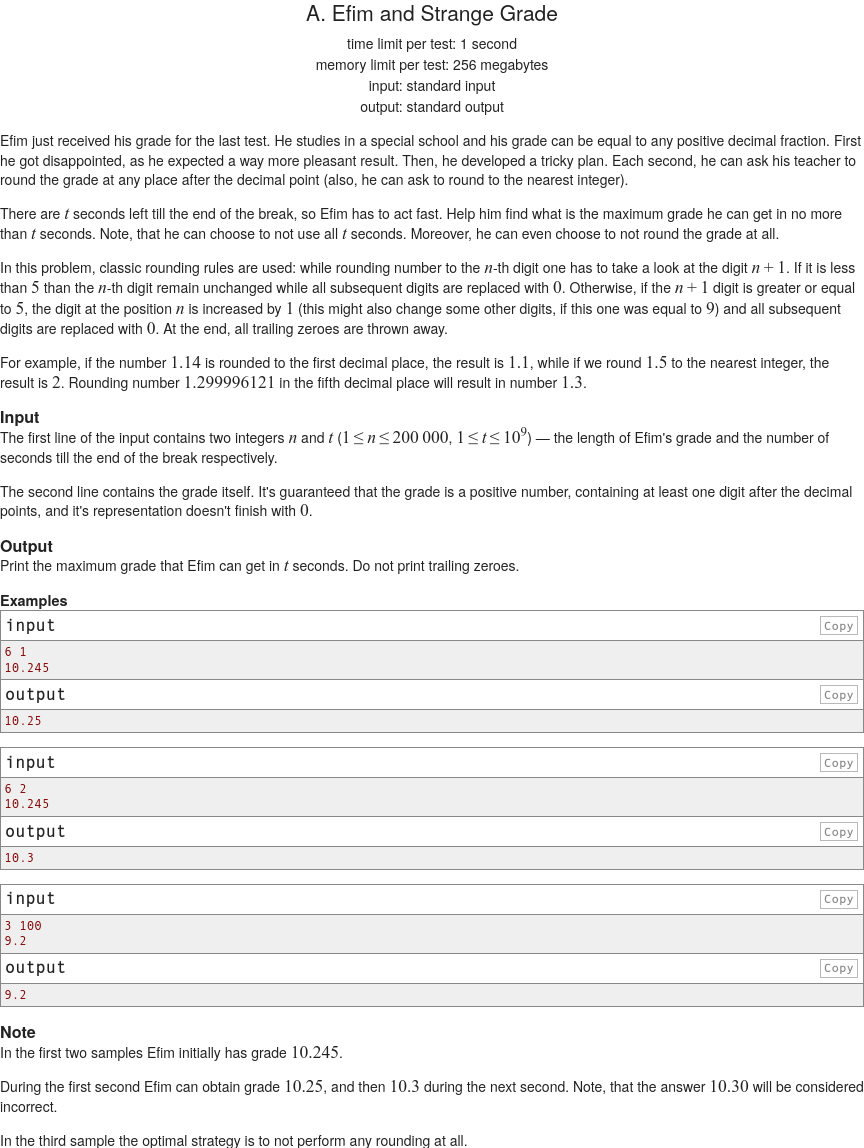 A. Efim and Strange Grade
time limit per test: 1 second
memory limit per test: 256 megabytes
input: standard input
output: standard output
Efim just received his grade for the last test. He studies in a special school and his grade can be equal to any positive decimal fraction. First
he got disappointed, as he expected a way more pleasant result. Then, he developed a tricky plan. Each second, he can ask his teacher to
round the grade at any place after the decimal point (also, he can ask to round to the nearest integer).
There are t seconds left till the end of the break, so Efim has to act fast. Help him find what is the maximum grade he can get in no more
than t seconds. Note, that he can choose to not use all t seconds. Moreover, he can even choose to not round the grade at all.
In this problem, classic rounding rules are used: while rounding number to the n-th digit one has to take a look at the digit n + 1. If it is less
than 5 than the n-th digit remain unchanged while all subsequent digits are replaced with 0. Otherwise, if the n + 1 digit is greater or equal
to 5, the digit at the position n is increased by 1 (this might also change some other digits, if this one was equal to 9) and all subsequent
digits are replaced with 0. At the end, all trailing zeroes are thrown away.
For example, if the number 1.14 is rounded to the first decimal place, the result is 1.1, while if we round 1.5 to the nearest integer, the
result is 2. Rounding number 1.299996121 in the fifth decimal place will result in number 1.3.
Input
The first line of the input contains two integers n and t (1 ≤ n ≤ 200 000, 1 ≤ t ≤ 10⁹) — the length of Efim's grade and the number of
seconds till the end of the break respectively.
The second line contains the grade itself. It's guaranteed that the grade is a positive number, containing at least one digit after the decimal
points, and it's representation doesn't finish with 0.
Output
Print the maximum grade that Efim can get in t seconds. Do not print trailing zeroes.
Examples
input Copy
6 1
10.245
output Copy
10.25
input Copy
6 2
10.245
output Copy
10.3
input Copy
3 100
9.2
output Copy
9.2
Note
In the first two samples Efim initially has grade 10.245.
During the first second Efim can obtain grade 10.25, and then 10.3 during the next second. Note, that the answer 10.30 will be considered
incorrect.
In the third sample the optimal strategy is to not perform any rounding at all.